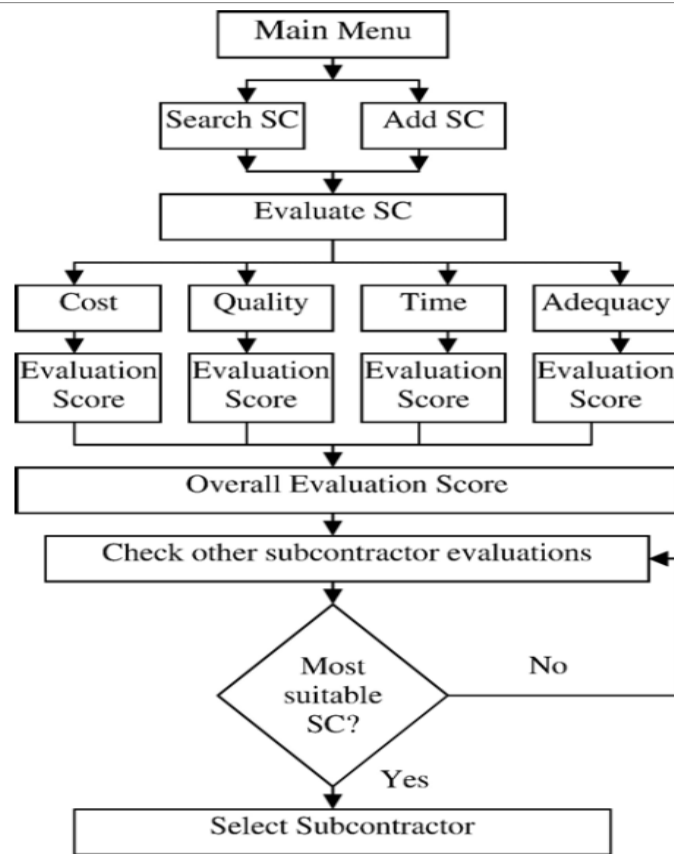 Main Menu
Search SC
Add SC
Evaluate SC
Cost
Quality
Time
Adequacy
Evaluation
Score
Evaluation
Score
Evaluation
Score
Evaluation
Score
Overall Evaluation Score
Check other subcontractor evaluations
Most
suitable
SC?
No
Yes
Select Subcontractor